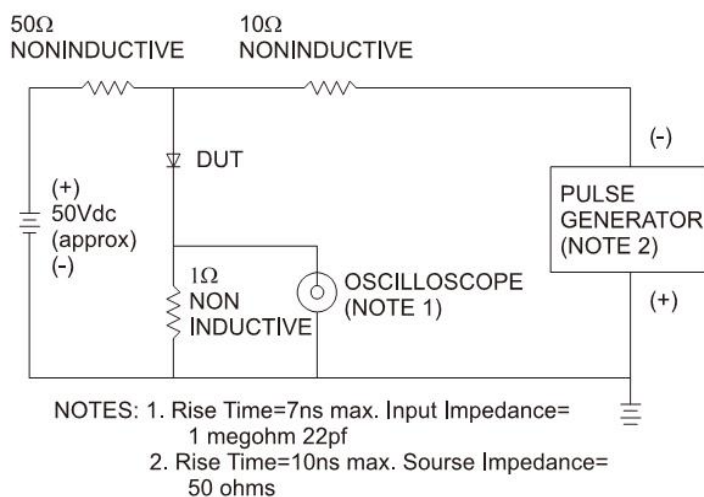 50Ω
NONINDUCTIVE
10Ω
NONINDUCTIVE
DUT
(+)
50Vdc
(approx)
(-)
1Ω
NON
INDUCTIVE
OSCILLOSCOPE
(NOTE 1)
(-)
PULSE
GENERATOR
(NOTE 2)
(+)
NOTES: 1. Rise Time=7ns max. Input Impedance=
1 megohm 22pf
2. Rise Time=10ns max. Sourse Impedance=
50 ohms